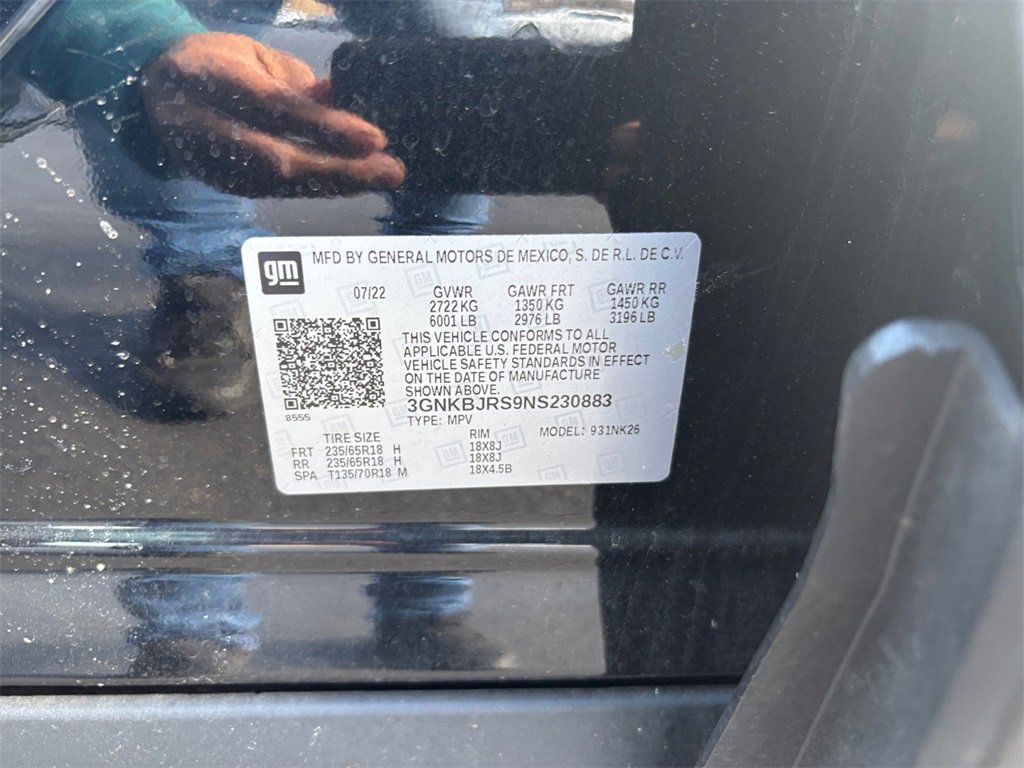 gm
MFD BY GENERAL MOTORS DE MEXICO, S. DE R.L. DE C.V.
07/22 GVWR GAWR FRT GAWR RR
2722 KG 1350 KG 1450 KG
6001 LB 2976 LB 3196 LB
THIS VEHICLE CONFORMS TO ALL
APPLICABLE U.S. FEDERAL MOTOR
VEHICLE SAFETY STANDARDS IN EFFECT
ON THE DATE OF MANUFACTURE
SHOWN ABOVE.
3GNKBJRS9NS230883
8555
TYPE: MPV MODEL: 931NK26
TIRE SIZE RIM
FRT 235/65R18 H 18X8J
RR 235/65R18 H 18X8J
SPA T135/70R18 M 18X4.5B